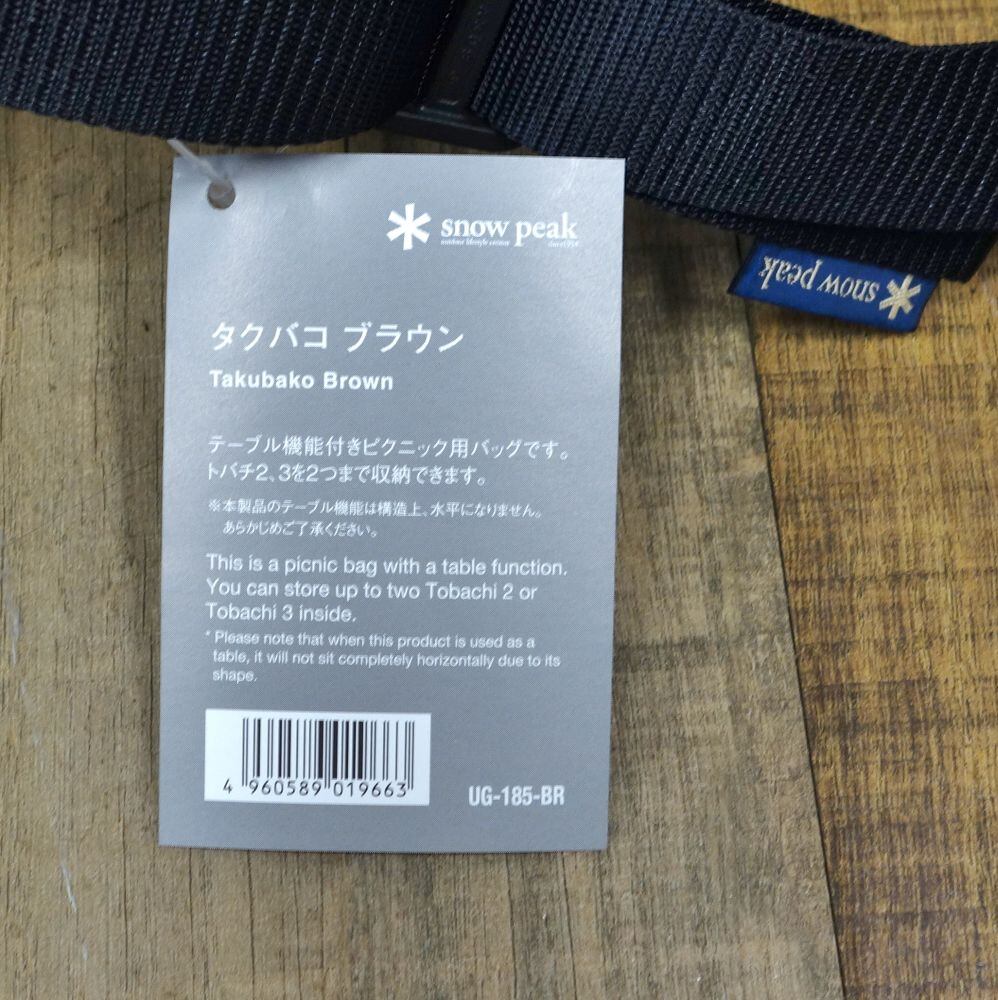 snow peak
outdoor lifestyle creator
since1958
タクバコ ブラウン
Takubako Brown
テーブル機能付きピクニック用バッグです。
トバチ2、3を2つまで収納できます。
※本製品のテーブル機能は構造上、水平になりません。
あらかじめご了承ください。
This is a picnic bag with a table function.
You can store up to two Tobachi 2 or
Tobachi 3 inside.
* Please note that when this product is used as a
table, it will not sit completely horizontally due to its
shape.
4 960589 019663
UG-185-BR
snow peak